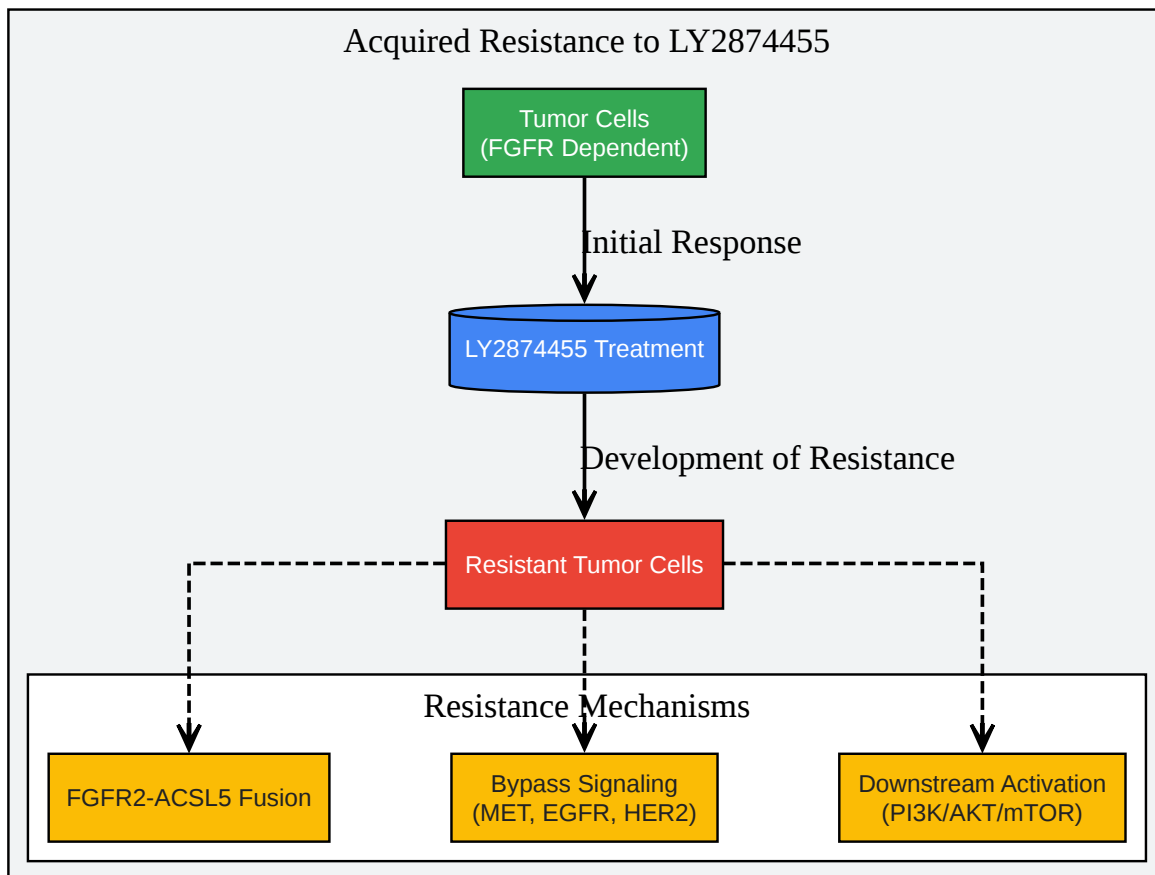 Acquired Resistance to LY2874455
Tumor Cells
(FGFR Dependent)
Initial Response
LY2874455 Treatment
Development of Resistance
Resistant Tumor Cells
Resistance Mechanisms
FGFR2-ACSL5 Fusion
Bypass Signaling
(MET, EGFR, HER2)
Downstream Activation
(PI3K/AKT/mTOR)